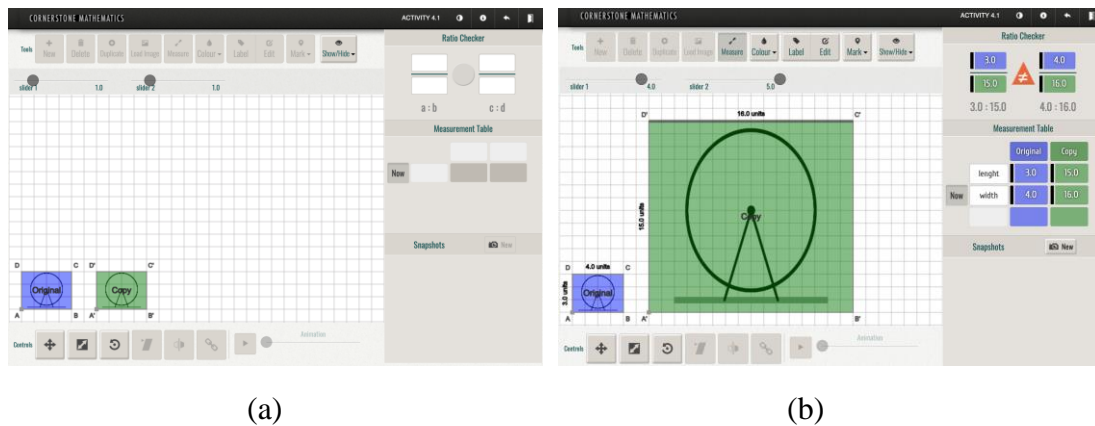 CORNERSTONE MATHEMATICS
ACTIVITY 4.1
Tools
New Delete Duplicate Load Image Measure Colour Label Edit Mark Show/Hide
slider 1 1.0 slider 2 1.0
D C D' C'
Original Copy
A B A' B'
Controls
Animation
Ratio Checker
a : b c : d
Measurement Table
Now
Snapshots
New
(a)
CORNERSTONE MATHEMATICS
ACTIVITY 4.1
Tools
New Delete Duplicate Load Image Measure Colour Label Edit Mark Show/Hide
slider 1 4.0 slider 2 5.0
D' 16.0 units C'
15.0 units
Copy
D 4.0 units C
3.0 units
Original
A B A' B'
Controls
Animation
Ratio Checker
3.0 ≠ 4.0
15.0 16.0
3.0 : 15.0 4.0 : 16.0
Measurement Table
Original Copy
lenght 3.0 15.0
Now width 4.0 16.0
Snapshots
New
(b)